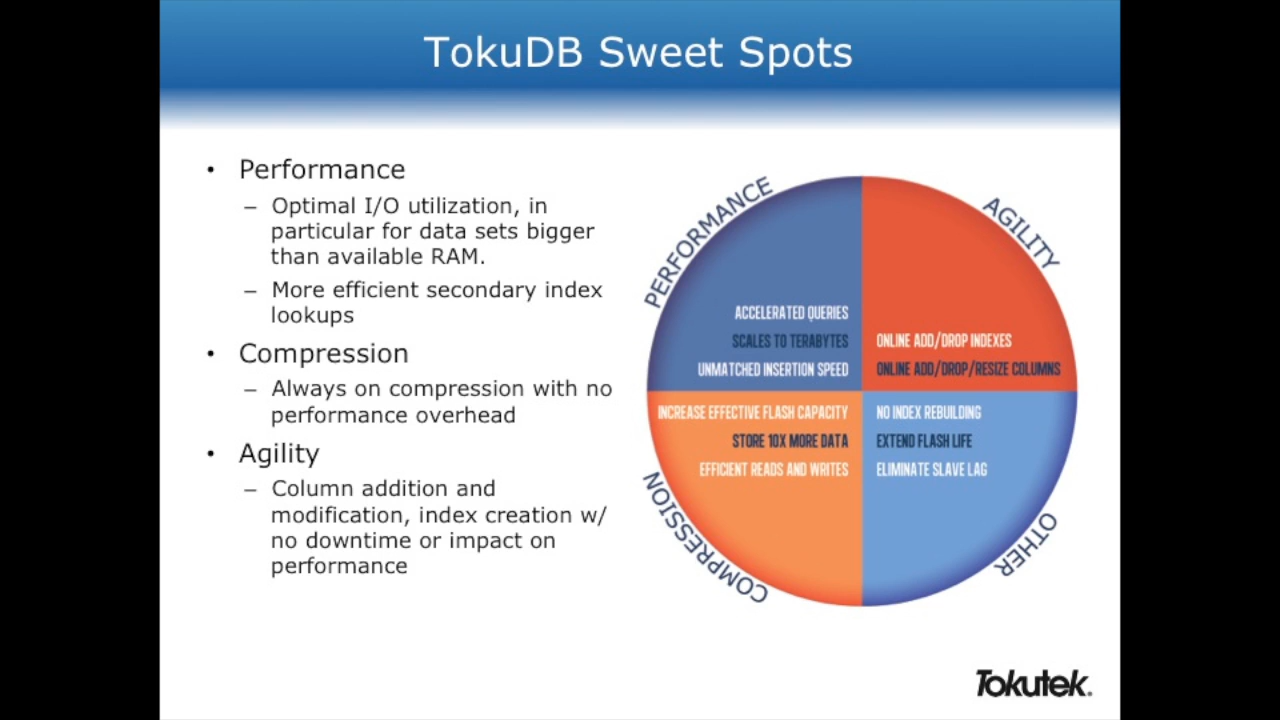 TokuDB Sweet Spots
• Performance
– Optimal I/O utilization, in
particular for data sets bigger
than available RAM.
– More efficient secondary index
lookups
• Compression
– Always on compression with no
performance overhead
• Agility
– Column addition and
modification, index creation w/
no downtime or impact on
performance
PERFORMANCE
ACCELERATED QUERIES
SCALES TO TERABYTES
UNMATCHED INSERTION SPEED
AGILITY
ONLINE ADD/DROP INDEXES
ONLINE ADD/DROP/RESIZE COLUMNS
INCREASE EFFECTIVE FLASH CAPACITY
STORE 10X MORE DATA
EFFICIENT READS AND WRITES
COMPRESSION
NO INDEX REBUILDING
EXTEND FLASH LIFE
ELIMINATE SLAVE LAG
OTHER
Tokutek®